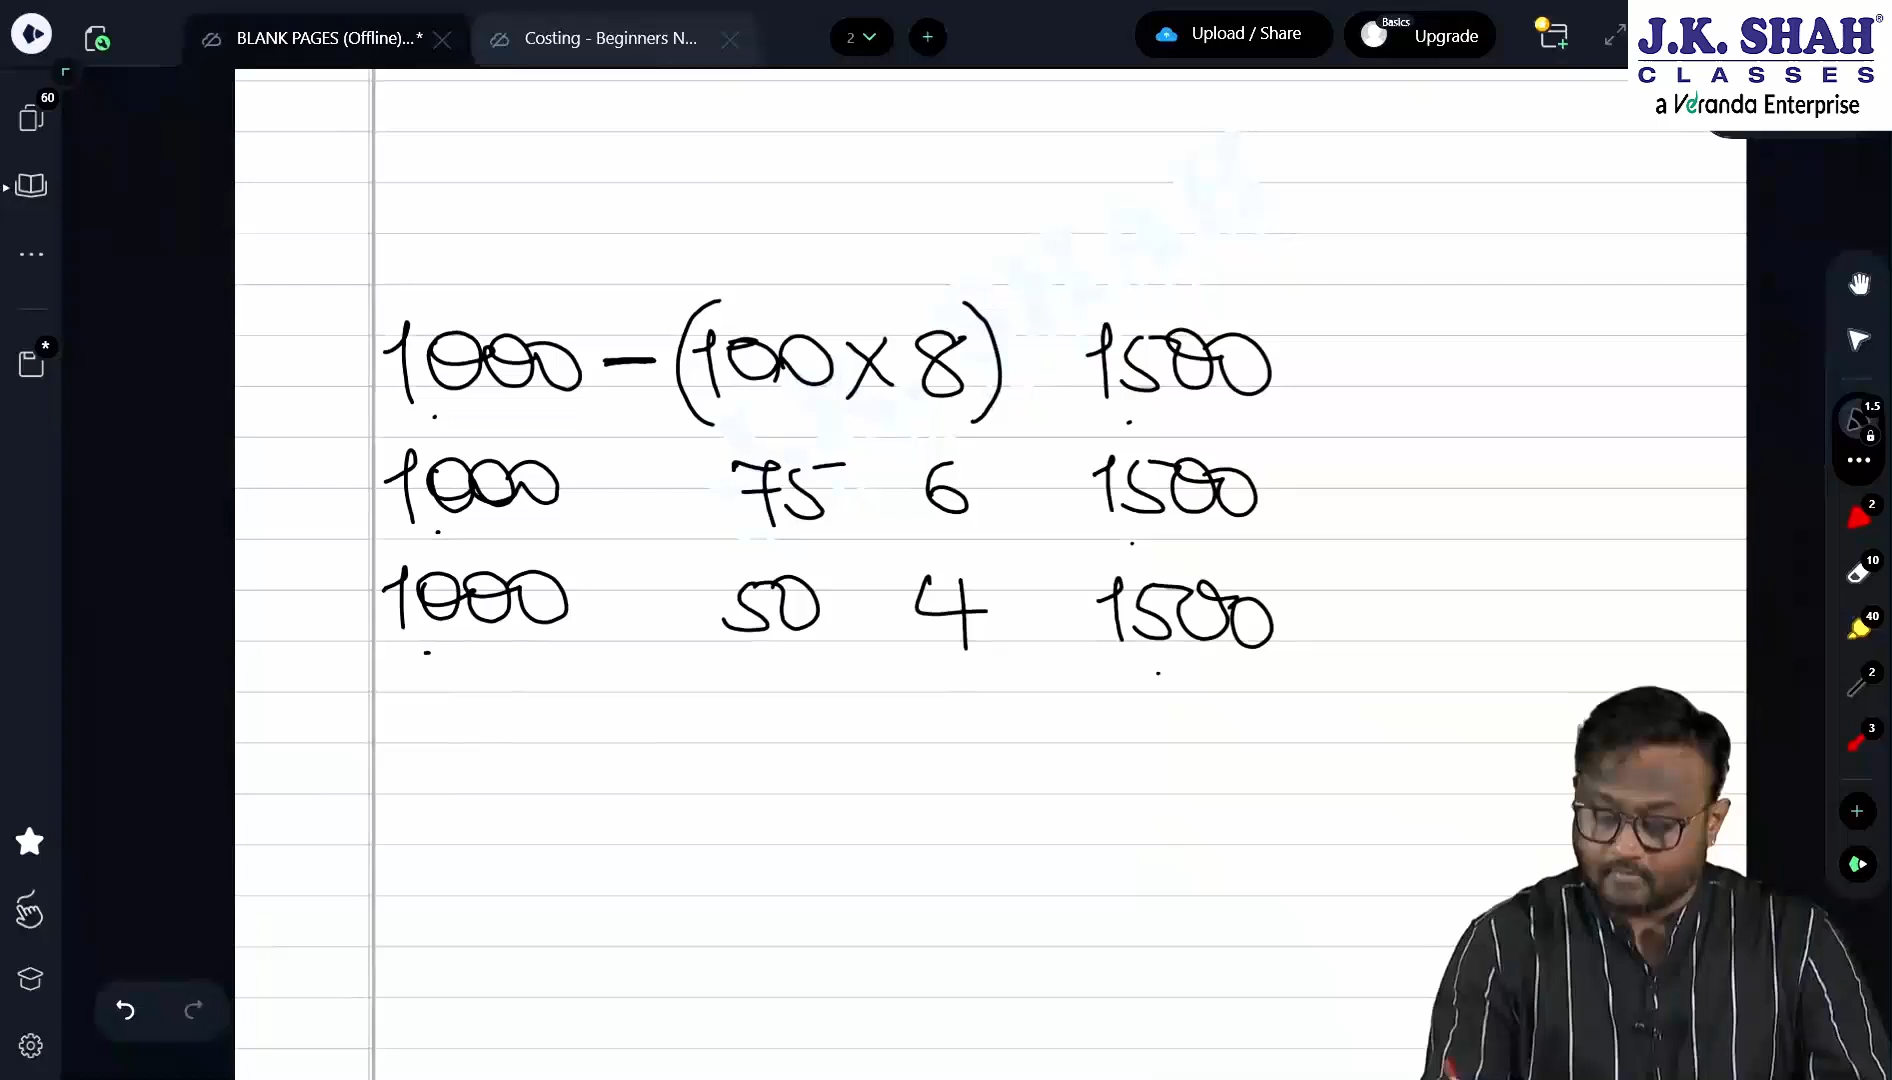 BLANK PAGES (Offline)...*
Costing - Beginners N...
2
+
Upload / Share
Basics
Upgrade
J.K. SHAH®
CLASSES
a Veranda Enterprise
60
1000 – (100 × 8) 1500
1000 75 6 1500
1000 50 4 1500
1.5
2
10
40
2
3